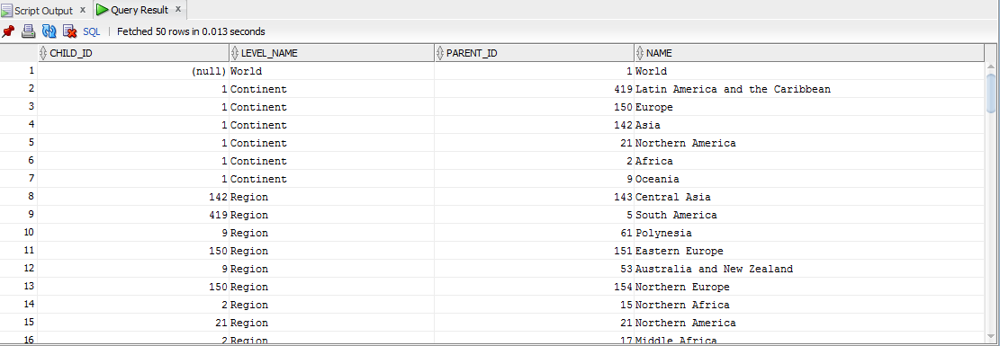 Script Output x Query Result x
SQL | Fetched 50 rows in 0.013 seconds
CHILD_ID LEVEL_NAME PARENT_ID NAME
1 (null) World 1 World
2 1 Continent 419 Latin America and the Caribbean
3 1 Continent 150 Europe
4 1 Continent 142 Asia
5 1 Continent 21 Northern America
6 1 Continent 2 Africa
7 1 Continent 9 Oceania
8 142 Region 143 Central Asia
9 419 Region 5 South America
10 9 Region 61 Polynesia
11 150 Region 151 Eastern Europe
12 9 Region 53 Australia and New Zealand
13 150 Region 154 Northern Europe
14 2 Region 15 Northern Africa
15 21 Region 21 Northern America
16 2 Region 17 Middle Africa